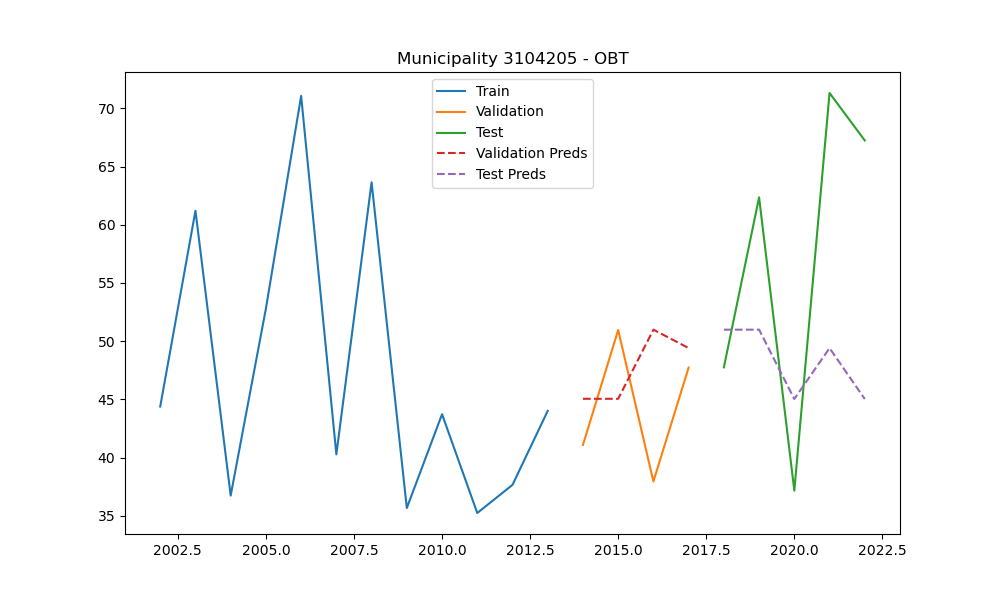 Municipality 3104205 - OBT
Train
Validation
Test
Validation Preds
Test Preds
70
65
60
55
50
45
40
35
2002.5 2005.0 2007.5 2010.0 2012.5 2015.0 2017.5 2020.0 2022.5